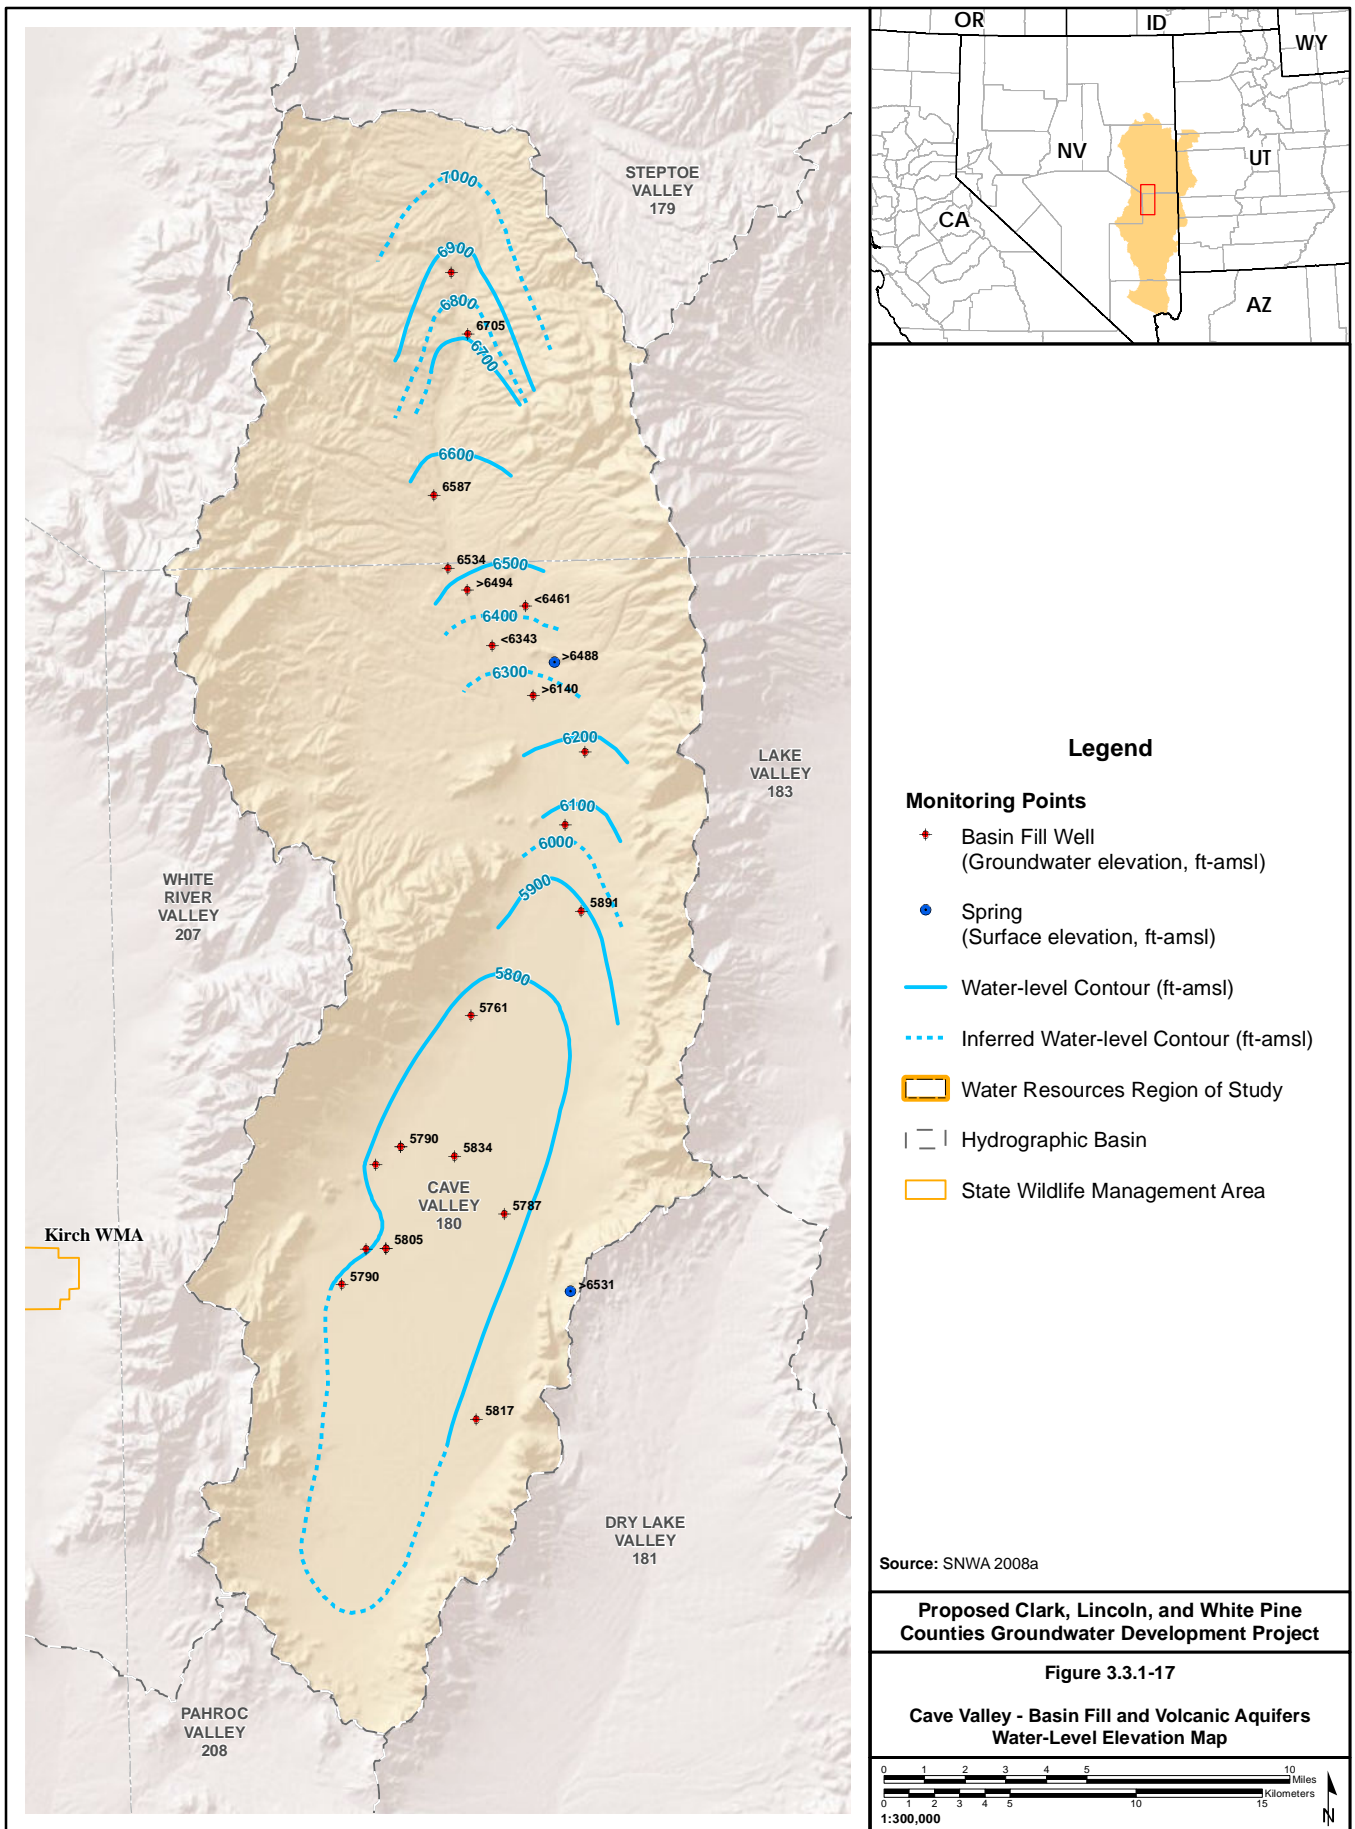 STEPTOE
VALLEY
179
7000
6900
6800
6705
6700
6600
6587
6534
6500
>6494
<6461
6400
<6343
>6488
6300
>6140
6200
LAKE
VALLEY
183
6100
6000
WHITE
RIVER
VALLEY
207
5900
5891
5800
5761
5790
5834
CAVE
VALLEY
180
5787
Kirch WMA
5805
5790
>6531
5817
DRY LAKE
VALLEY
181
PAHROC
VALLEY
208
OR
ID
WY
NV
UT
CA
AZ
Legend
Monitoring Points
Basin Fill Well
(Groundwater elevation, ft-amsl)
Spring
(Surface elevation, ft-amsl)
Water-level Contour (ft-amsl)
Inferred Water-level Contour (ft-amsl)
Water Resources Region of Study
Hydrographic Basin
State Wildlife Management Area
Source: SNWA 2008a
Proposed Clark, Lincoln, and White Pine
Counties Groundwater Development Project
Figure 3.3.1-17
Cave Valley - Basin Fill and Volcanic Aquifers
Water-Level Elevation Map
0 1 2 3 4 5 10
Miles
Kilometers
0 1 2 3 4 5 10 15
1:300,000
N